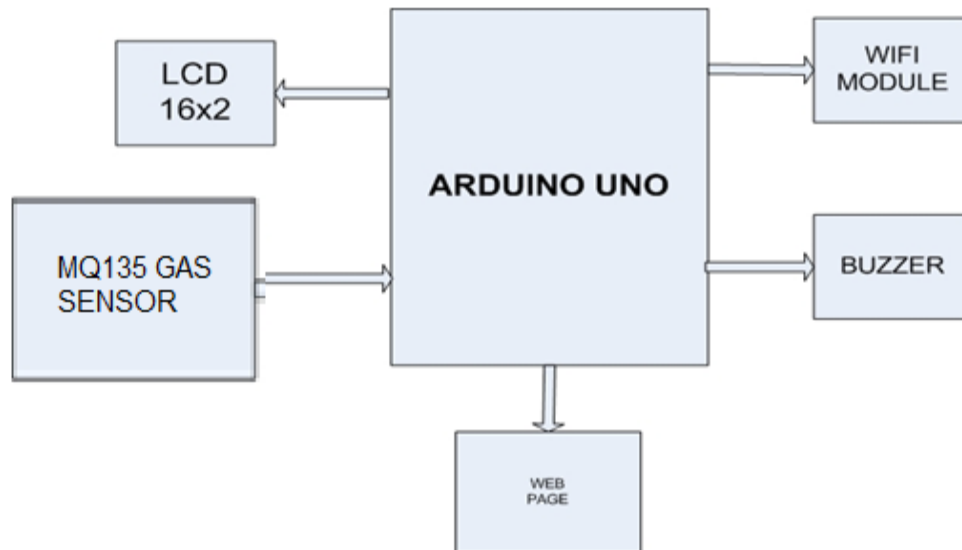 LCD
16x2
WIFI
MODULE
ARDUINO UNO
MQ135 GAS
SENSOR
BUZZER
WEB
PAGE